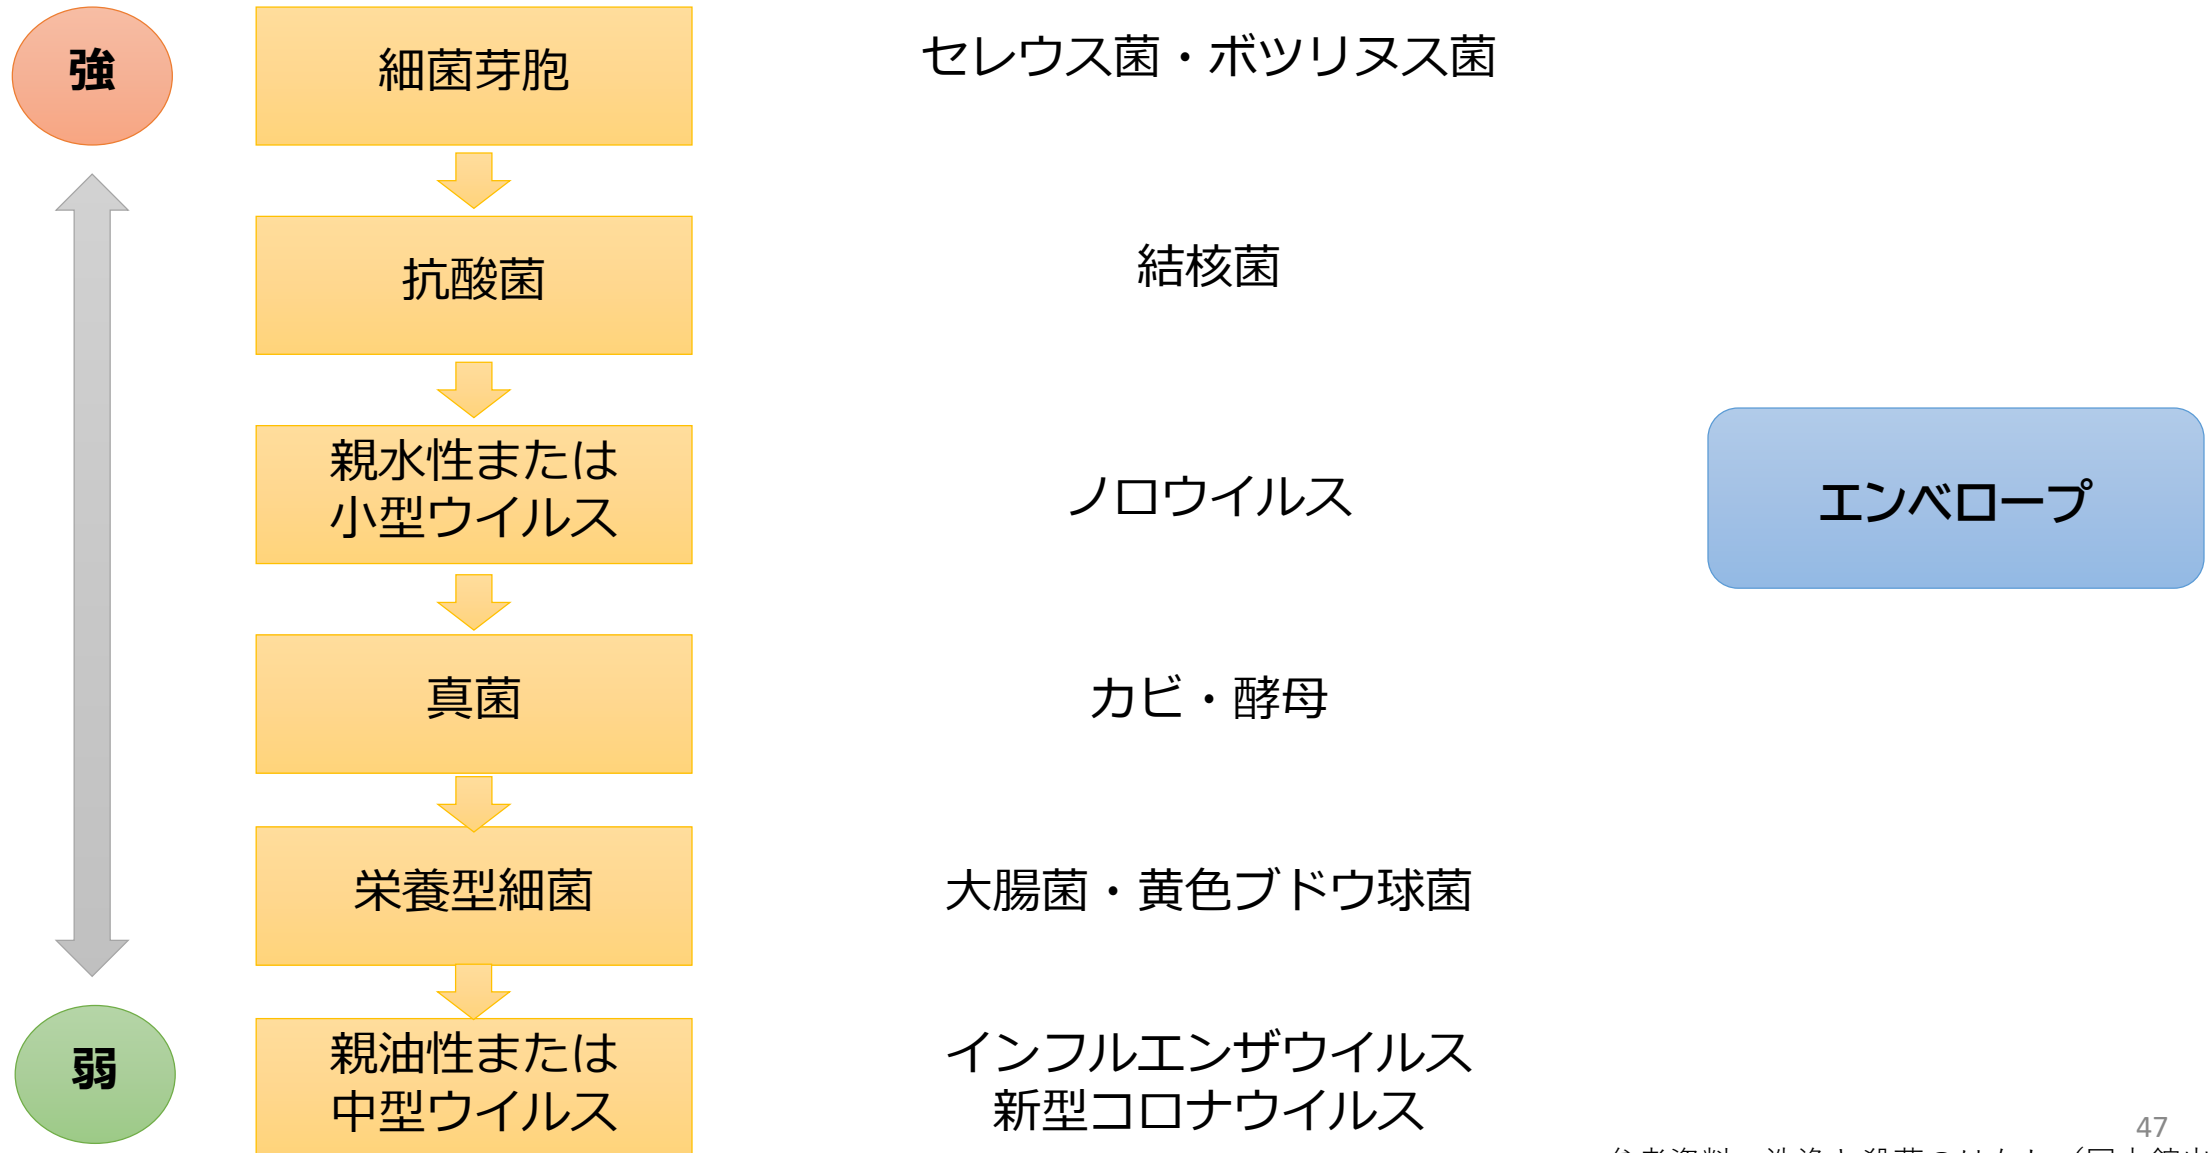 強
細菌芽胞
セレウス菌・ボツリヌス菌
抗酸菌
結核菌
親水性または
小型ウイルス
ノロウイルス
エンベロープ
真菌
カビ・酵母
栄養型細菌
大腸菌・黄色ブドウ球菌
弱
親油性または
中型ウイルス
インフルエンザウイルス
新型コロナウイルス
47